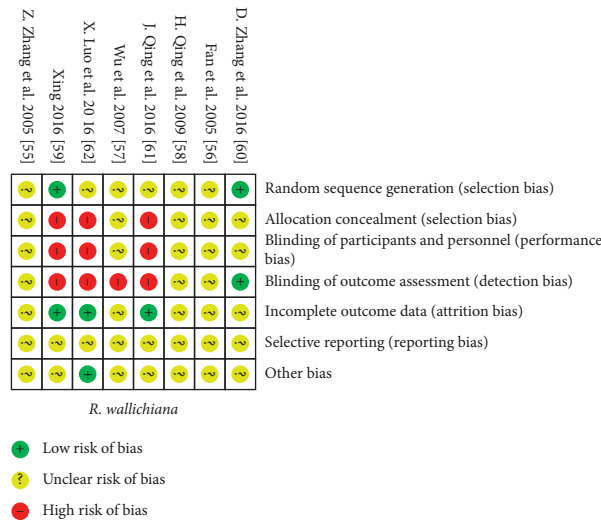 Z. Zhang et al. 2005 [55]
Xing 2016 [59]
X. Luo et al. 20 16 [62]
Wu et al. 2007 [57]
J. Qing et al. 2016 [61]
H. Qing et al. 2009 [58]
Fan et al. 2005 [56]
D. Zhang et al. 2016 [60]
? + ? ? ? ? ? + Random sequence generation (selection bias)
? – – ? – ? ? ? Allocation concealment (selection bias)
? – – ? – ? ? ? Blinding of participants and personnel (performance
bias)
? – – – – ? ? + Blinding of outcome assessment (detection bias)
? + + ? + ? ? ? Incomplete outcome data (attrition bias)
? ? ? ? ? ? ? ? Selective reporting (reporting bias)
? ? + ? ? ? ? ? Other bias
R. wallichiana
+ Low risk of bias
? Unclear risk of bias
– High risk of bias